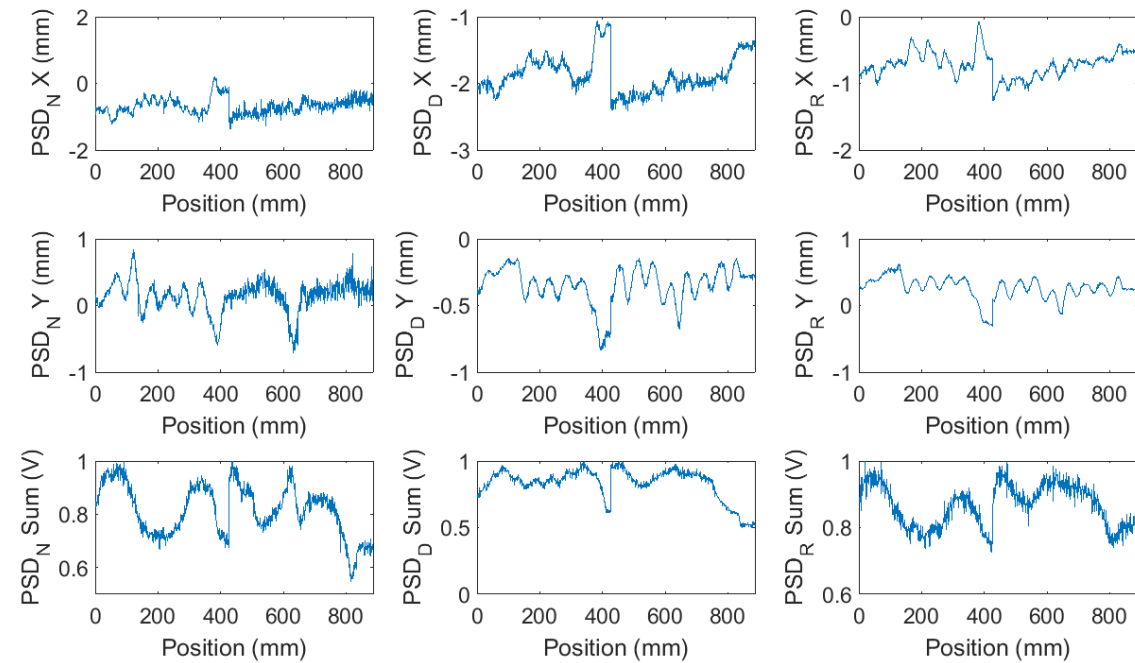 PSD_N X (mm)
2
0
-2
0 200 400 600 800
Position (mm)
PSD_D X (mm)
-1
-2
-3
0 200 400 600 800
Position (mm)
PSD_R X (mm)
0
-1
-2
0 200 400 600 800
Position (mm)
PSD_N Y (mm)
1
0
-1
0 200 400 600 800
Position (mm)
PSD_D Y (mm)
-0
-0.5
-1
0 200 400 600 800
Position (mm)
PSD_R Y (mm)
1
0
-1
0 200 400 600 800
Position (mm)
PSD_N Sum (V)
1
0.8
0.6
0 200 400 600 800
Position (mm)
PSD_D Sum (V)
1
0.5
0
0 200 400 600 800
Position (mm)
PSD_R Sum (V)
1
0.8
0.6
0 200 400 600 800
Position (mm)